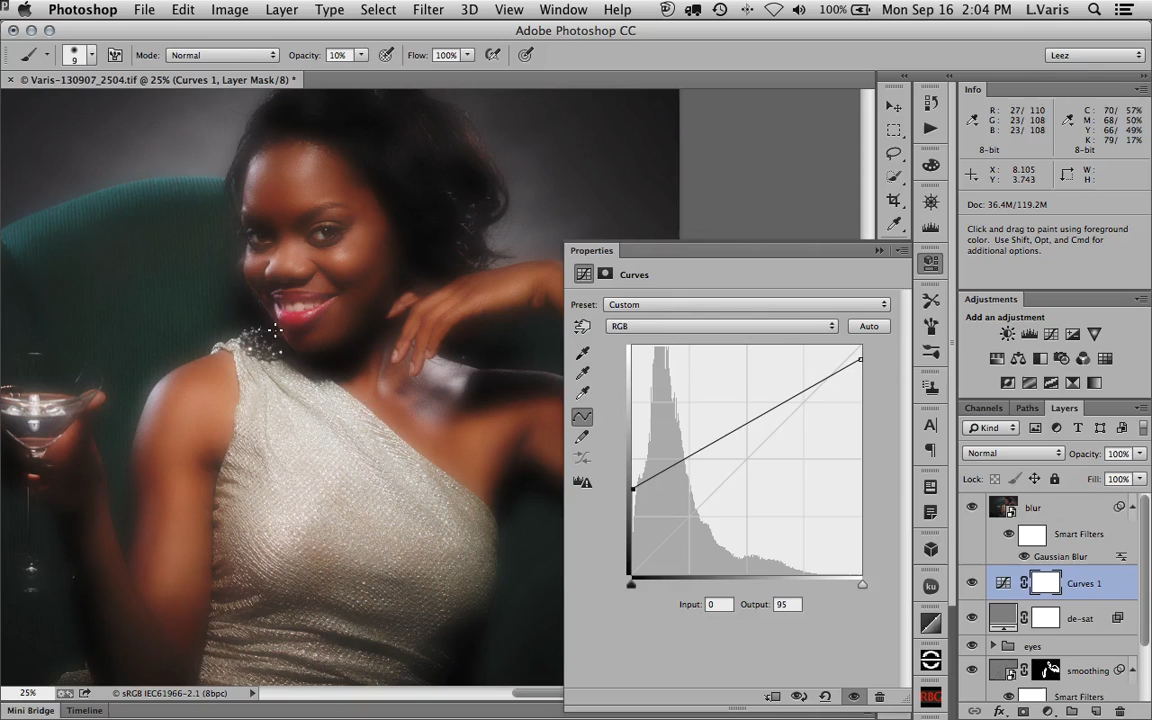 Photoshop File Edit Image Layer Type Select Filter 3D View Window Help 100% Mon Sep 16 2:04 PM L.Varis
Adobe Photoshop CC
9 Mode: Normal Opacity: 10% Flow: 100% Leez
× © Varis-130907_2504.tif @ 25% (Curves 1, Layer Mask/8) *
Info
R: 27/ 110 C: 70/ 57%
G: 23/ 108 M: 68/ 50%
B: 23/ 108 Y: 66/ 49%
K: 79/ 17%
8-bit 8-bit
X: 8.105 W:
Y: 3.743 H:
Doc: 36.4M/119.2M
Click and drag to paint using foreground
color. Use Shift, Opt, and Cmd for
additional options.
Properties
Curves
Preset: Custom
RGB Auto
Input: 0 Output: 95
Adjustments
Add an adjustment
Channels Paths Layers
Kind
Normal Opacity: 100%
Lock: Fill: 100%
blur
Smart Filters
Gaussian Blur
Curves 1
de-sat
eyes
smoothing
Smart Filters
fx
A
ku
RBG
25% © sRGB IEC61966-2.1 (8bpc)
Mini Bridge Timeline